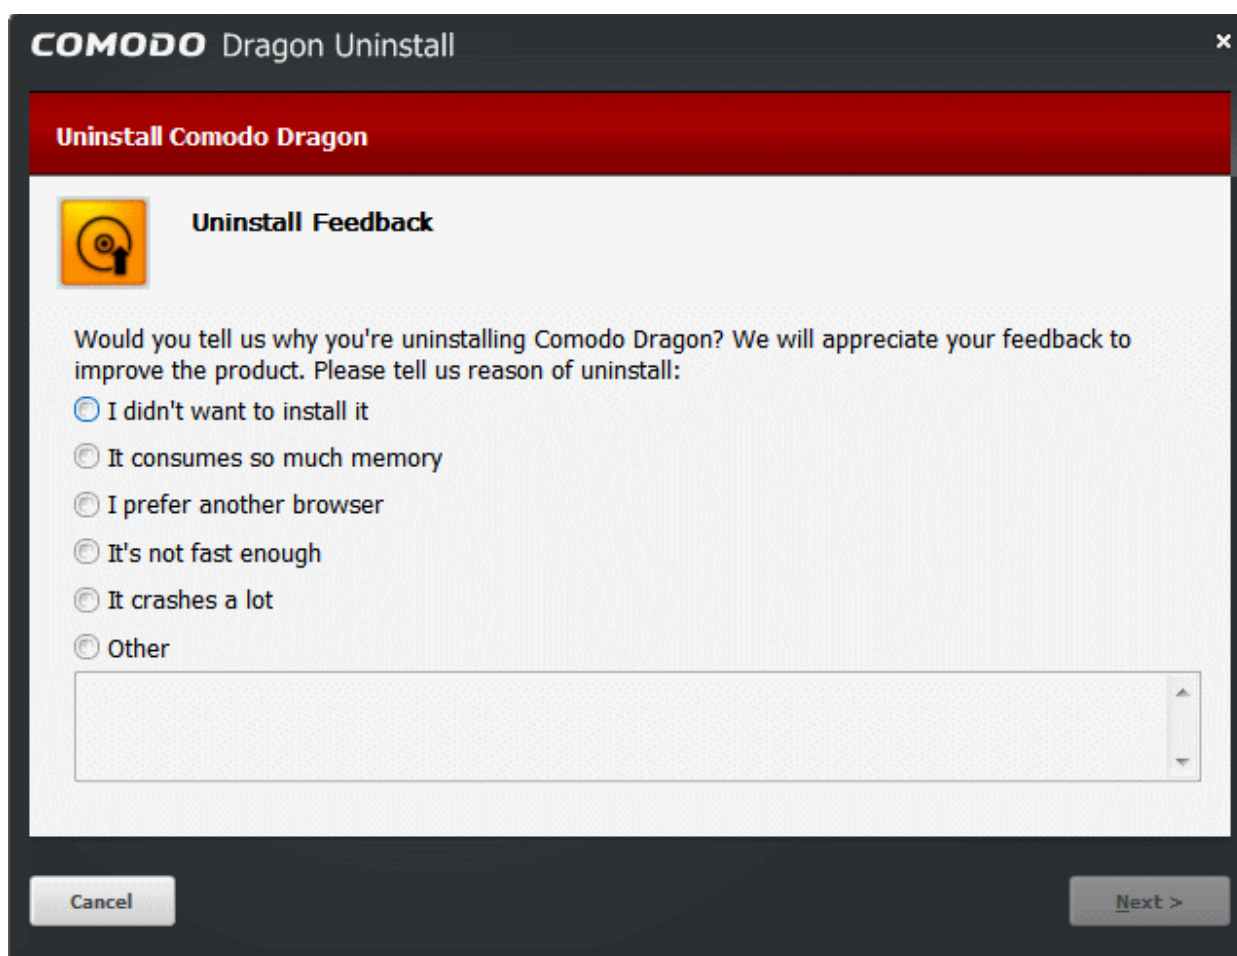 COMODO Dragon Uninstall
Uninstall Comodo Dragon
Uninstall Feedback
Would you tell us why you're uninstalling Comodo Dragon? We will appreciate your feedback to
improve the product. Please tell us reason of uninstall:
I didn't want to install it
It consumes so much memory
I prefer another browser
It's not fast enough
It crashes a lot
Other
Cancel
Next >